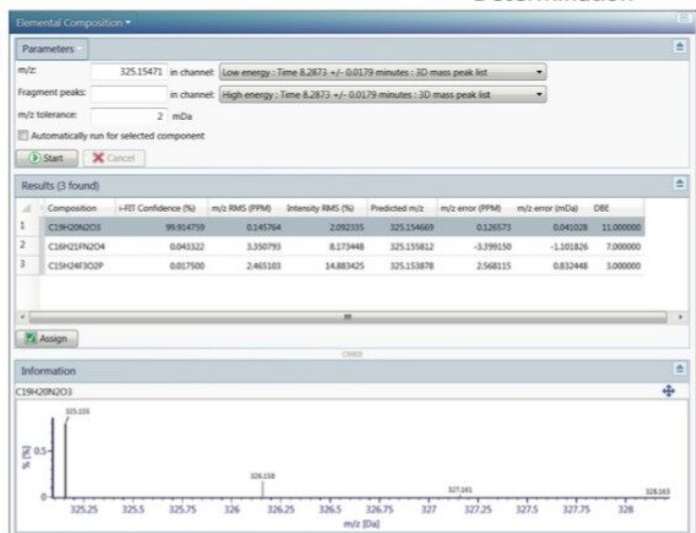 Determination
Elemental Composition
Parameters
m/z: 325.15471 in channel: Low energy : Time 8.2873 +/- 0.0179 minutes : 3D mass peak list
Fragment peaks: in channel: High energy : Time 8.2873 +/- 0.0179 minutes : 3D mass peak list
m/z tolerance: 2 mDa
Automatically run for selected component
Start Cancel
Results (3 found)
Composition i-FIT Confidence (%) m/z RMS (PPM) Intensity RMS (%) Predicted m/z m/z error (PPM) m/z error (mDa) DBE
1 C19H20N2O3 99.914759 0.145764 2.092335 325.154669 0.126573 0.041028 11.000000
2 C16H21FN2O4 0.043322 3.350793 8.173448 325.155812 -3.399150 -1.101826 7.000000
3 C15H24F3O2P 0.017500 2.465103 14.883425 325.153878 2.568115 0.832448 3.000000
Assign
Information
C19H20N2O3
325.155
% [%]
0.5
326.158
327.161
328.163
0
325.25 325.5 325.75 326 326.25 326.5 326.75 327 327.25 327.5 327.75 328
m/z [Da]